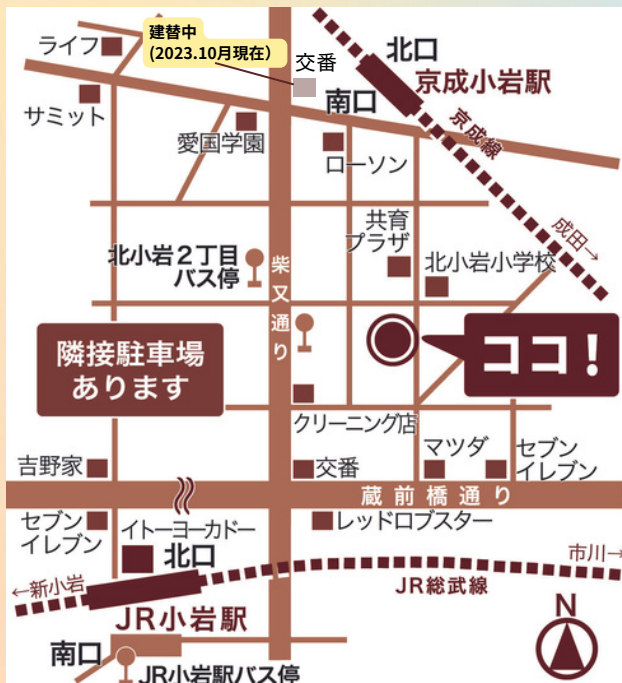 建替中
(2023.10月現在)
ライフ
サミット
交番
北口
京成小岩駅
南口
京成線
愛国学園
ローソン
成田→
共育
プラザ
北小岩小学校
北小岩２丁目
バス停
柴又通り
隣接駐車場
あります
ココ！
クリーニング店
吉野家
交番
マツダ
セブン
イレブン
蔵前橋通り
セブン
イレブン
イトーヨーカドー
レッドロブスター
北口
市川→
←新小岩
JR総武線
JR小岩駅
南口
JR小岩駅バス停
N